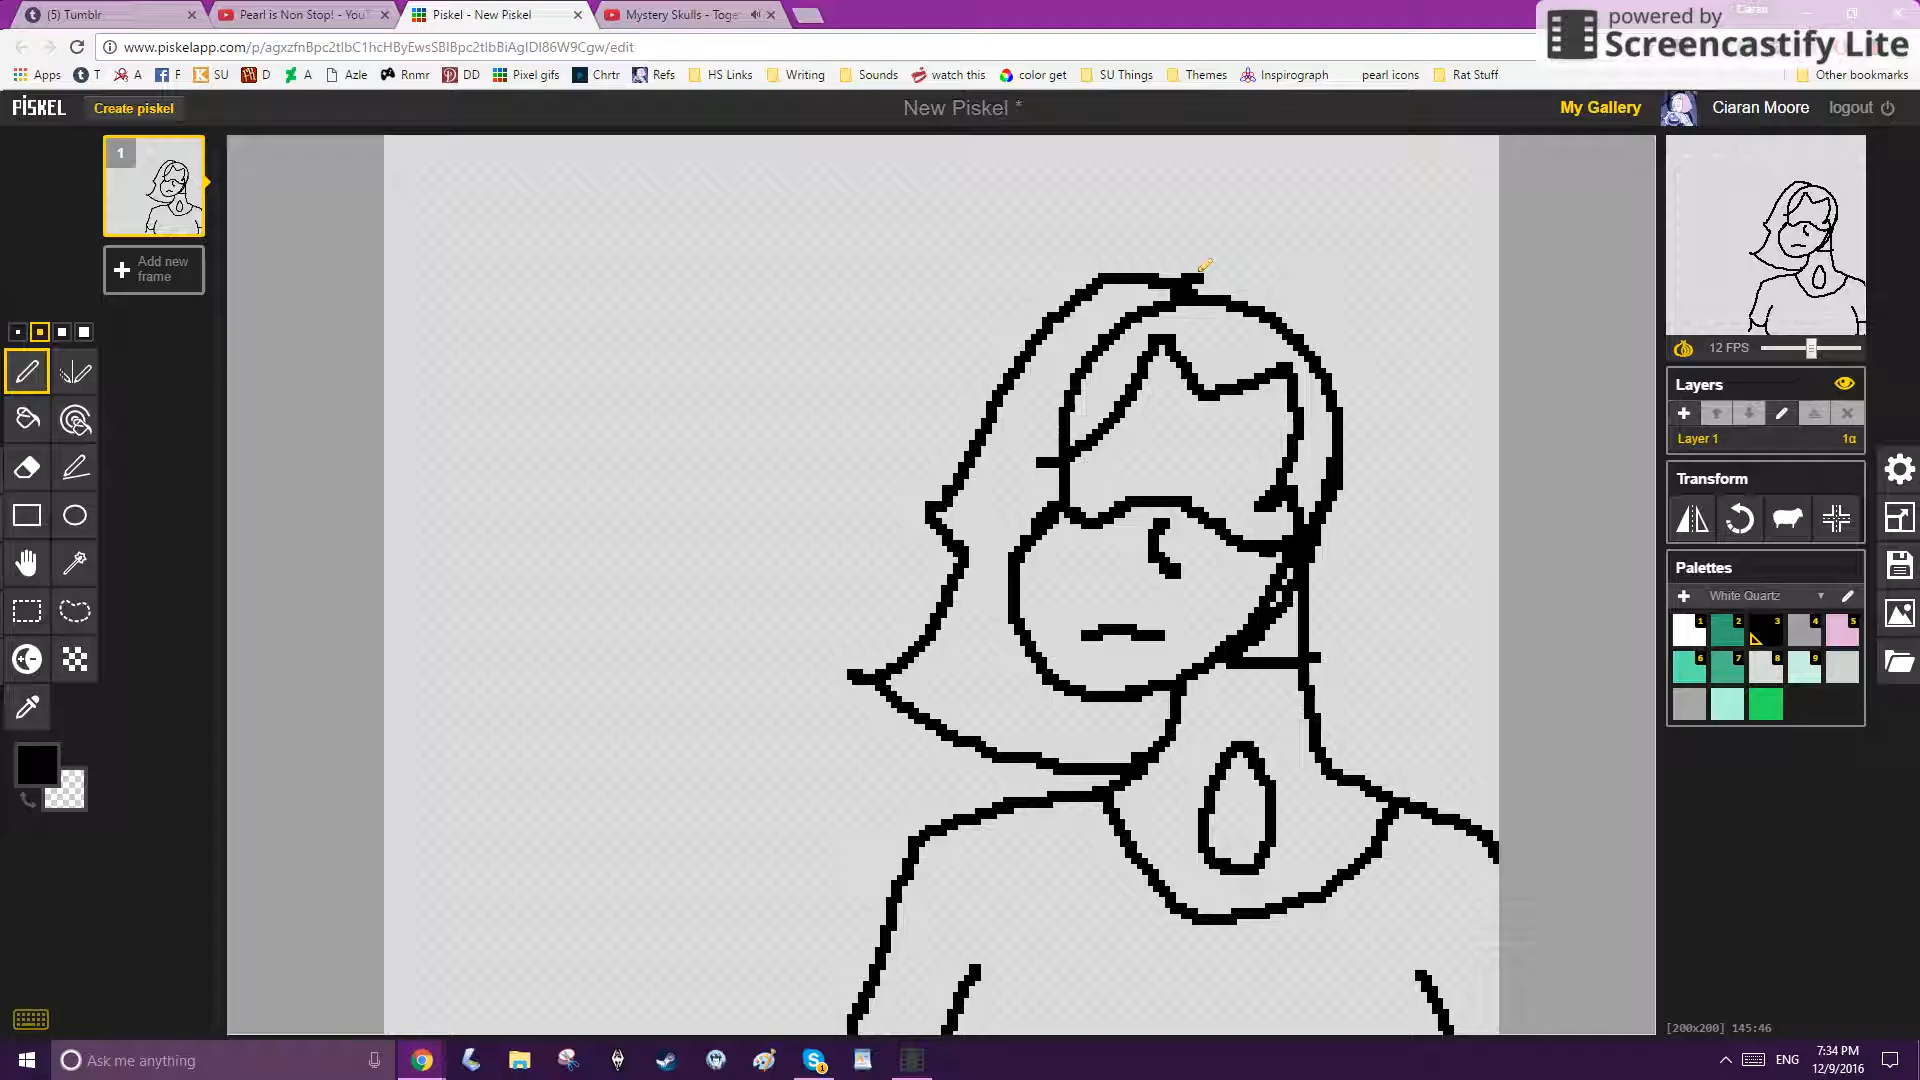 (5) Tumblr
Pearl is Non Stop! - YouT
Piskel - New Piskel
Mystery Skulls - Toge
Ciaran
powered by
Screencastify Lite
www.piskelapp.com/p/agxzfnBpc2tlbC1hcHByEwsSBlBpc2tlbBiAgIDI86W9Cgw/edit
Apps
T
A
F
SU
D
A
Azle
Rnmr
DD
Pixel gifs
Chrtr
Refs
HS Links
Writing
Sounds
watch this
color get
SU Things
Themes
Inspirograph
pearl icons
Rat Stuff
Other bookmarks
PiSKEL
Create piskel
New Piskel *
My Gallery
Ciaran Moore
logout
1
Add new
frame
12 FPS
Layers
Layer 1
1α
Transform
Palettes
White Quartz
1 2 3 4 5
6 7 8 9
[200x200] 145:46
Ask me anything
ENG
7:34 PM
12/9/2016